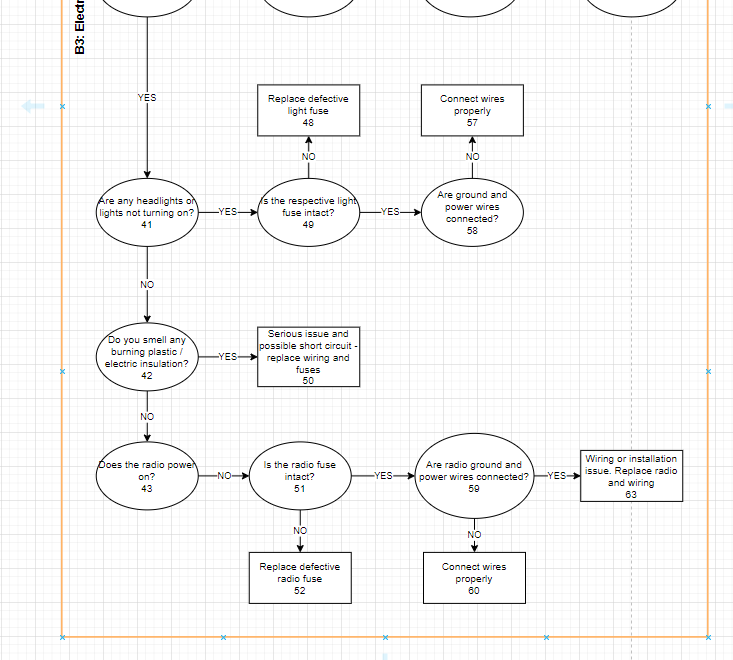 B3: Electr
YES
Replace defective
light fuse
48
Connect wires
properly
57
NO
NO
Are any headlights or
lights not turning on?
41
YES
Is the respective light
fuse intact?
49
YES
Are ground and
power wires
connected?
58
NO
Do you smell any
burning plastic /
electric insulation?
42
YES
Serious issue and
possible short circuit -
replace wiring and
fuses
50
NO
Does the radio power
on?
43
NO
Is the radio fuse
intact?
51
YES
Are radio ground and
power wires connected?
59
YES
Wiring or installation
issue. Replace radio
and wiring
63
NO
NO
Replace defective
radio fuse
52
Connect wires
properly
60